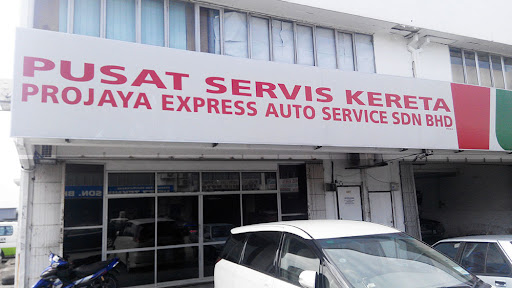 PUSAT SERVIS KERETA
PROJAYA EXPRESS AUTO SERVICE SDN BHD